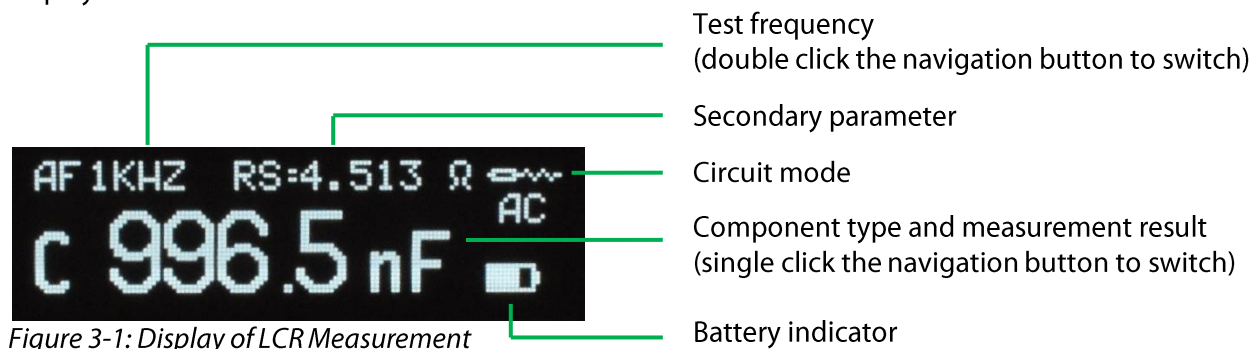 Test frequency
(double click the navigation button to switch)
Secondary parameter
AF 1KHZ RS:4.513 Ω
Circuit mode
AC
Component type and measurement result
C 996.5 nF
(single click the navigation button to switch)
Battery indicator
Figure 3-1: Display of LCR Measurement